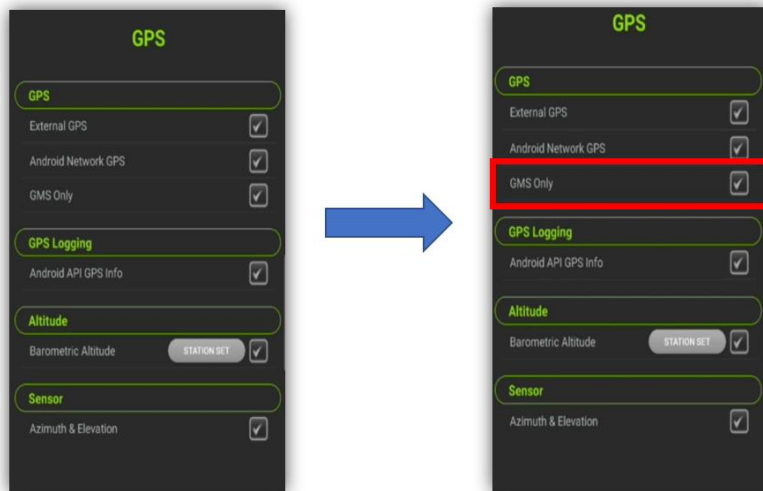 GPS
GPS
External GPS
Android Network GPS
GMS Only
GPS Logging
Android API GPS Info
Altitude
Barometric Altitude STATION SET
Sensor
Azimuth & Elevation
GPS
GPS
External GPS
Android Network GPS
GMS Only
GPS Logging
Android API GPS Info
Altitude
Barometric Altitude STATION SET
Sensor
Azimuth & Elevation